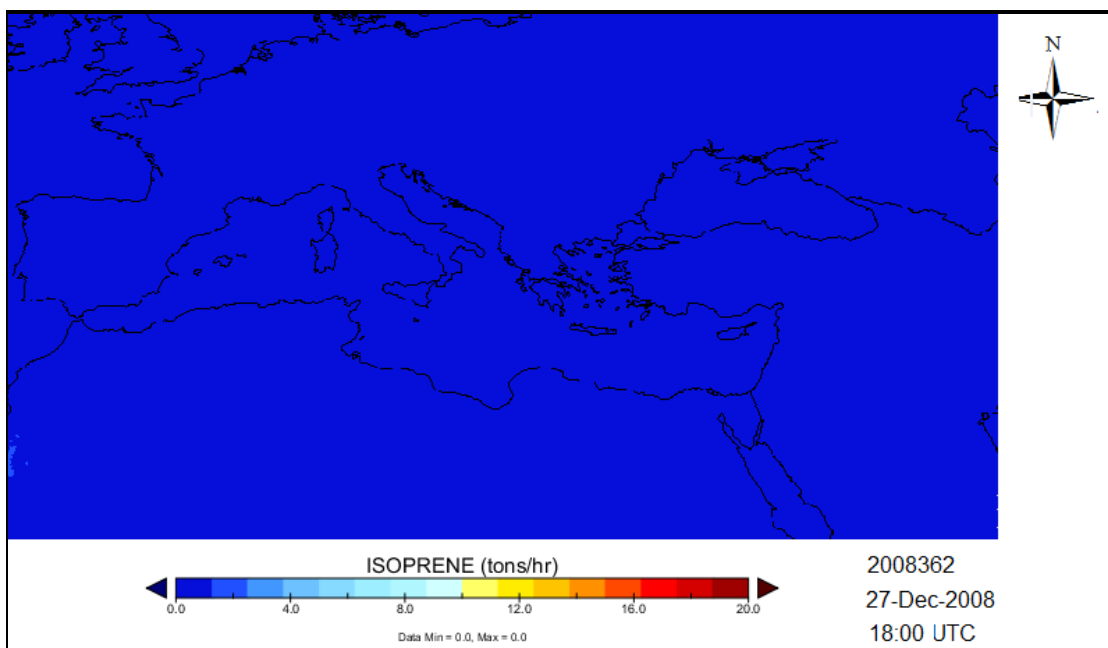 N
ISOPRENE (tons/hr)
0.0 4.0 8.0 12.0 16.0 20.0
Data Min = 0.0, Max = 0.0
2008362
27-Dec-2008
18:00 UTC